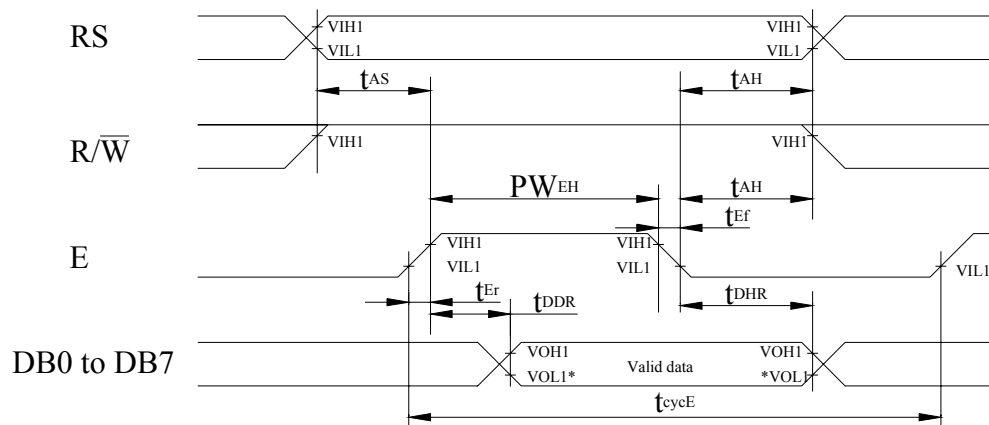 RS
VIH1
VIL1
VIH1
VIL1
tAS
tAH
R/W̅
VIH1
VIH1
PWEH
tAH
tEf
E
VIH1
VIL1
VIH1
VIL1
VIL1
tEr
tDDR
tDHR
DB0 to DB7
VOH1
VOL1*
Valid data
VOH1
*VOL1
tcycE